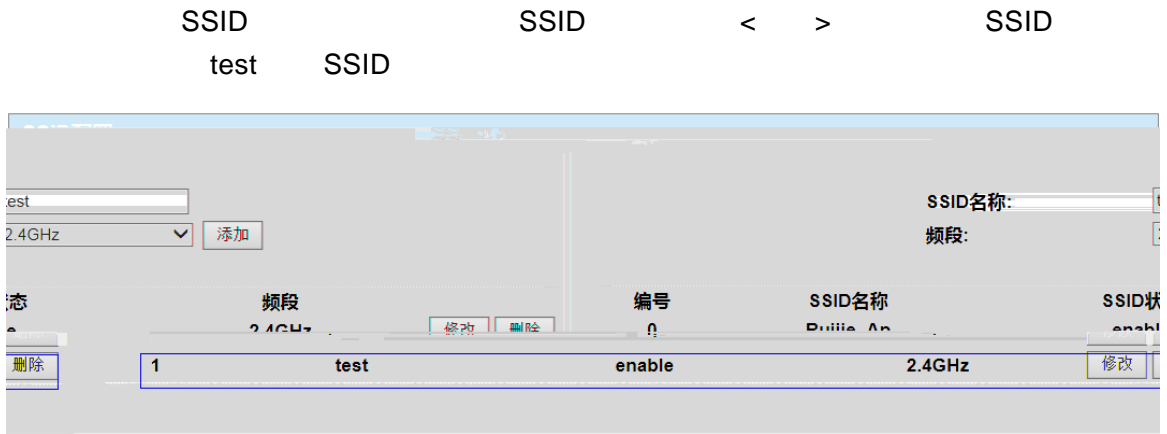 SSID SSID < > SSID
test SSID
test SSID名称:
2.4GHz 添加 频段:
态 频段 编号 SSID名称 SSID状
2.4GHz 修改 删除 0 Ruijie_Ap enabl
删除 1 test enable 2.4GHz 修改